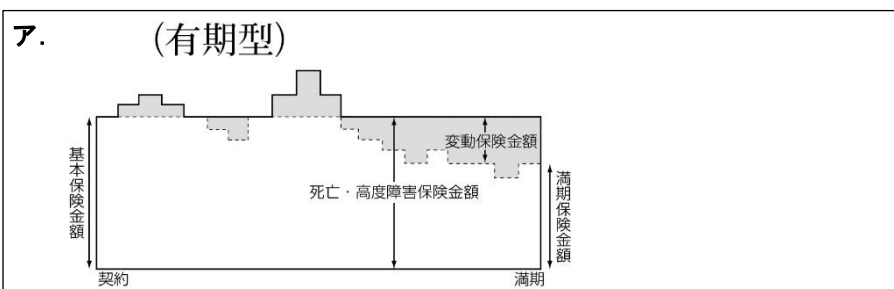 ア. (有期型)
基本保険金額
変動保険金額
死亡・高度障害保険金額
満期保険金額
契約
満期